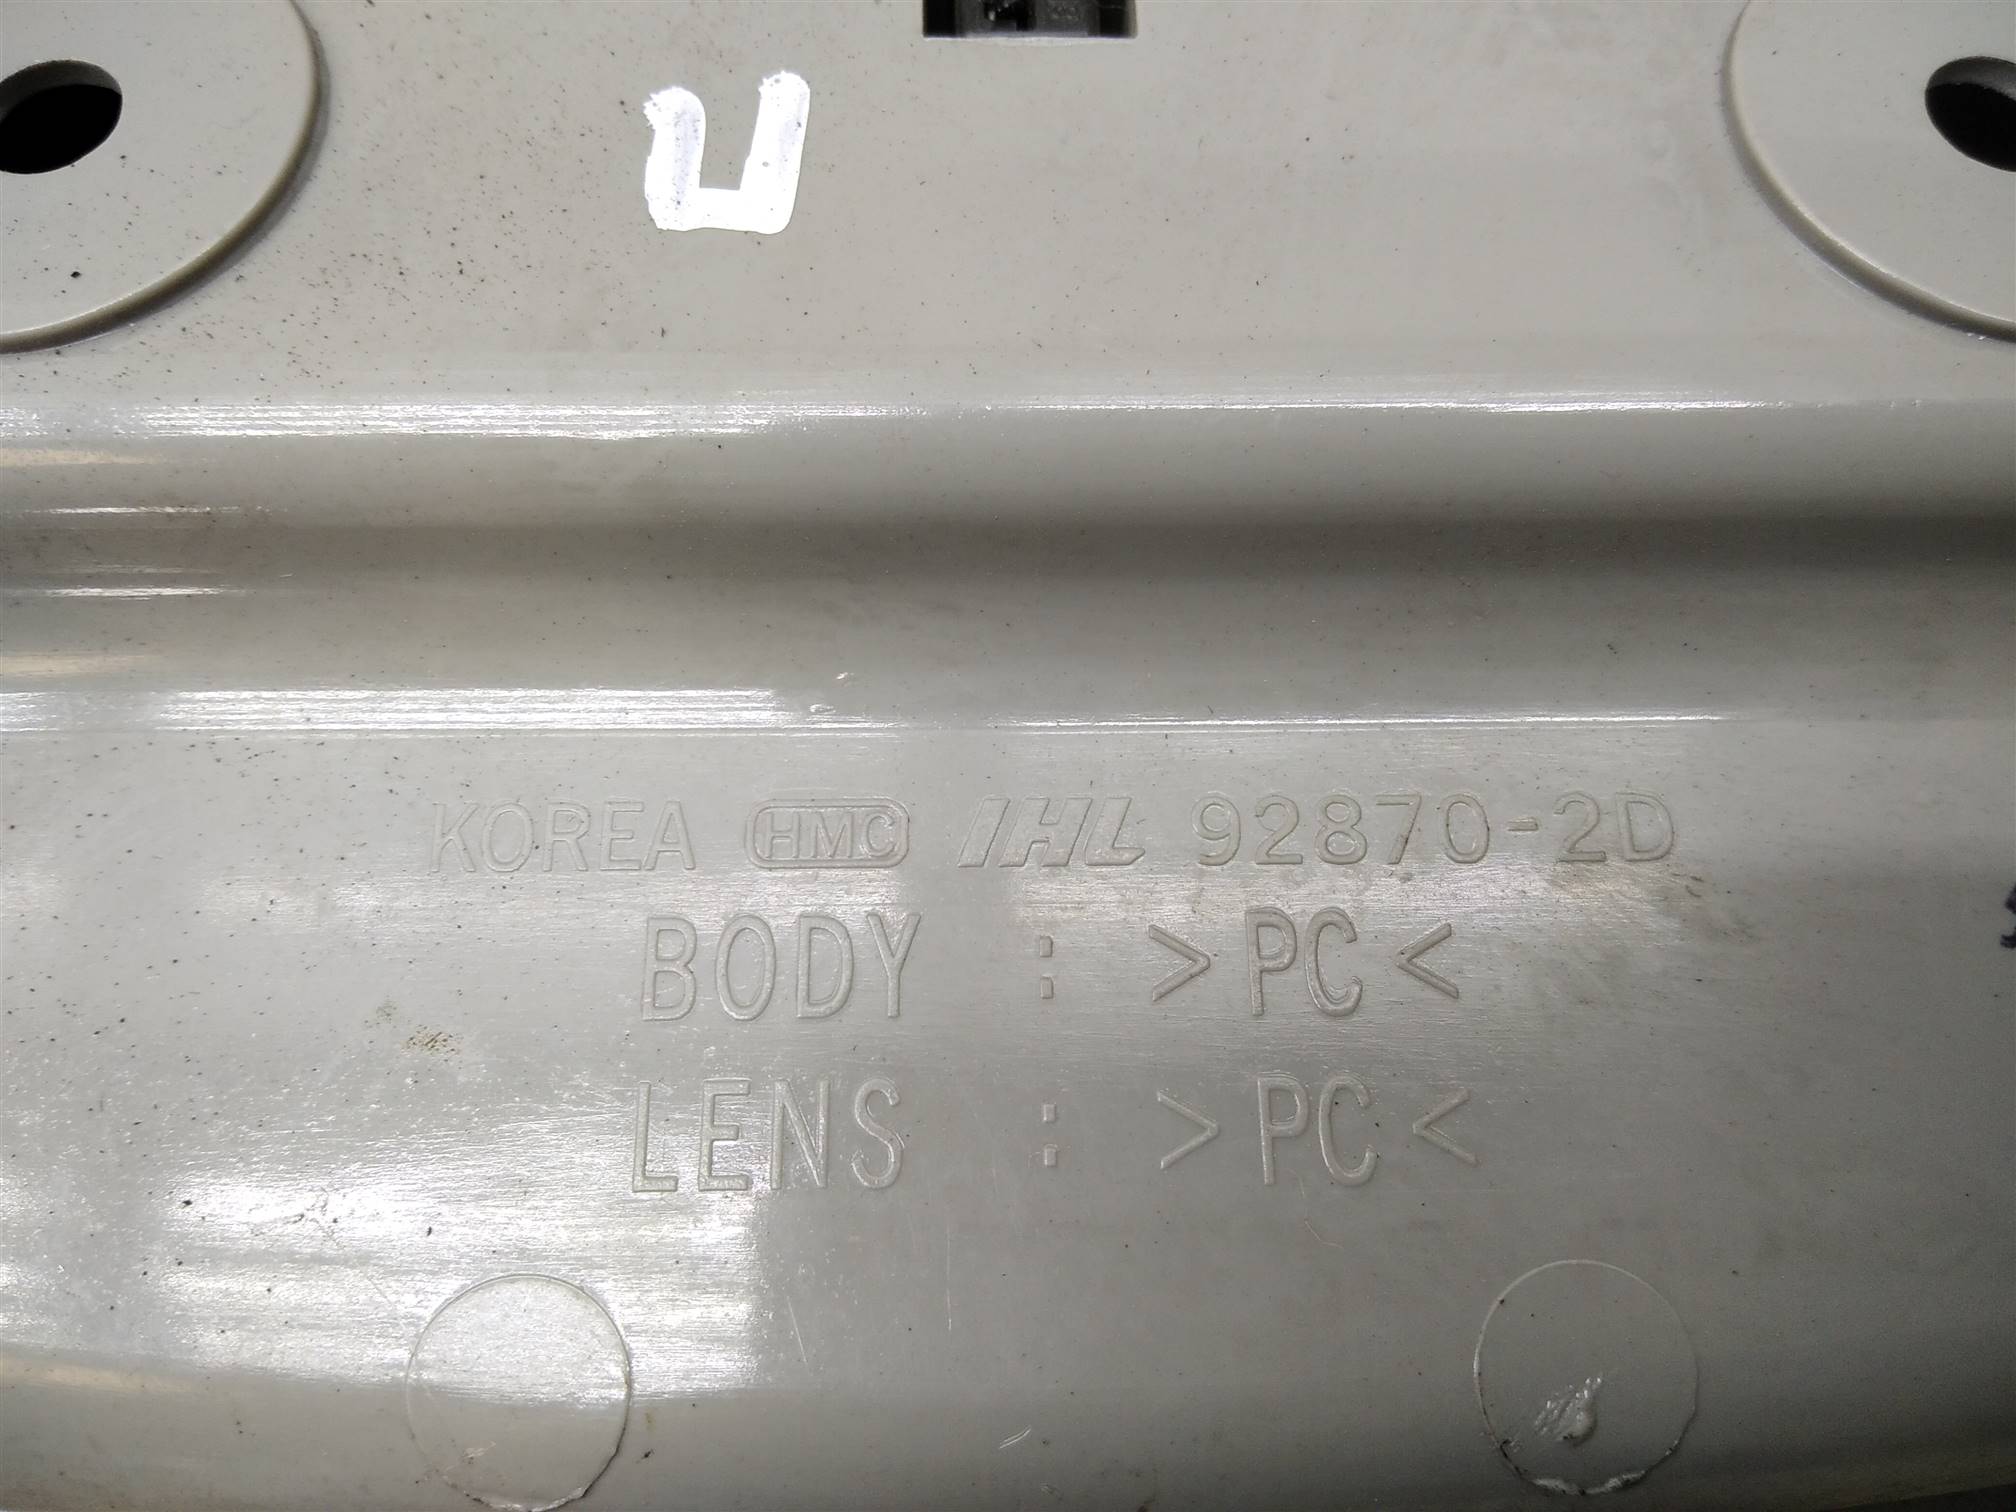 KOREA HMC IHL 92870-2D
BODY : >PC<
LENS : >PC<